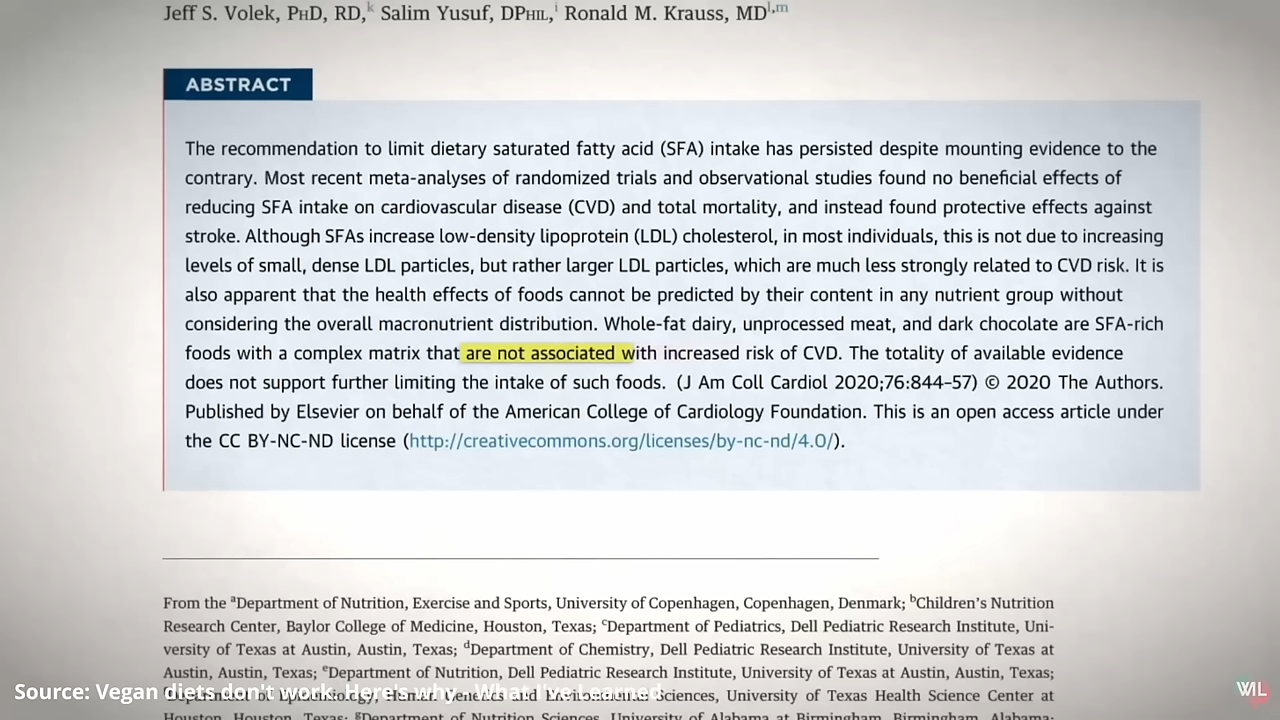 Jeff S. Volek, PhD, RD,k Salim Yusuf, DPhil,i Ronald M. Krauss, MDl,m
ABSTRACT
The recommendation to limit dietary saturated fatty acid (SFA) intake has persisted despite mounting evidence to the
contrary. Most recent meta-analyses of randomized trials and observational studies found no beneficial effects of
reducing SFA intake on cardiovascular disease (CVD) and total mortality, and instead found protective effects against
stroke. Although SFAs increase low-density lipoprotein (LDL) cholesterol, in most individuals, this is not due to increasing
levels of small, dense LDL particles, but rather larger LDL particles, which are much less strongly related to CVD risk. It is
also apparent that the health effects of foods cannot be predicted by their content in any nutrient group without
considering the overall macronutrient distribution. Whole-fat dairy, unprocessed meat, and dark chocolate are SFA-rich
foods with a complex matrix that are not associated with increased risk of CVD. The totality of available evidence
does not support further limiting the intake of such foods. (J Am Coll Cardiol 2020;76:844–57) © 2020 The Authors.
Published by Elsevier on behalf of the American College of Cardiology Foundation. This is an open access article under
the CC BY-NC-ND license (http://creativecommons.org/licenses/by-nc-nd/4.0/).
From the aDepartment of Nutrition, Exercise and Sports, University of Copenhagen, Copenhagen, Denmark; bChildren's Nutrition
Research Center, Baylor College of Medicine, Houston, Texas; cDepartment of Pediatrics, Dell Pediatric Research Institute, Uni-
versity of Texas at Austin, Austin, Texas; dDepartment of Chemistry, Dell Pediatric Research Institute, University of Texas at
Austin, Austin, Texas; eDepartment of Nutrition, Dell Pediatric Research Institute, University of Texas at Austin, Austin, Texas;
Sciences, University of Texas Health Science Center at
Source: Vegan diets don't work. Here's why - What I've Learned
WIL
Houston, Houston, Texas; gDepartment of Nutrition Sciences, University of Alabama at Birmingham, Birmingham, Alabama;